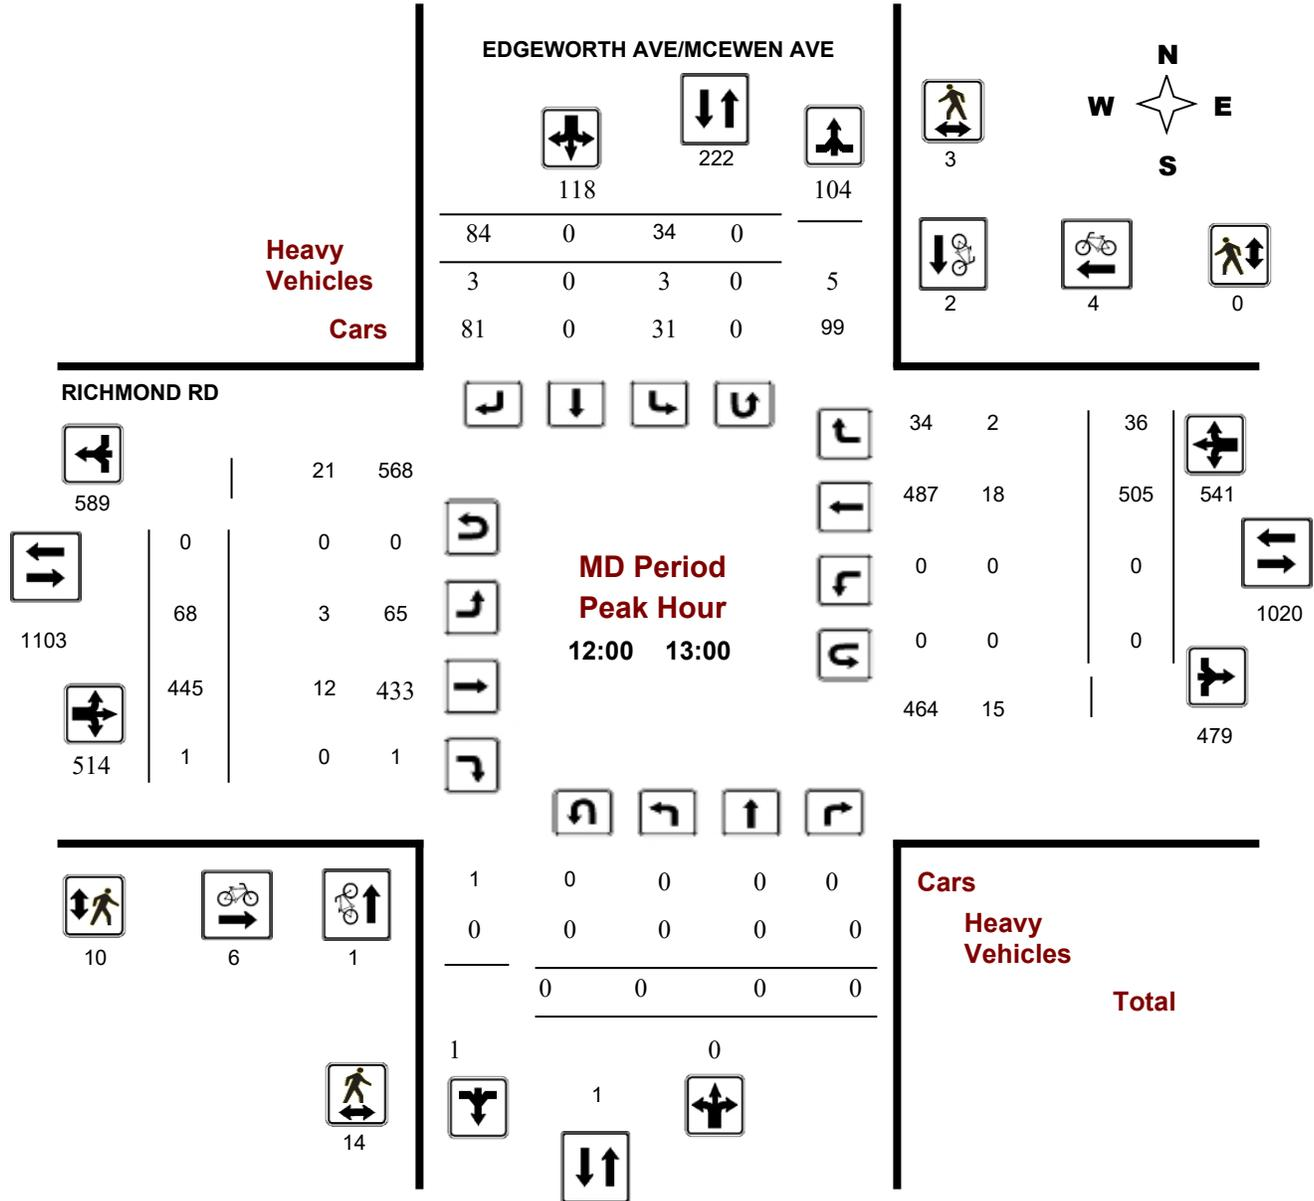 EDGEWORTH AVE/MCEWEN AVE
N
W E
S
222
3
118
104
84 0 34 0
Heavy
Vehicles
3 0 3 0 5
Cars
81 0 31 0 99
2 4 0
RICHMOND RD
34 2 36
21 568
589
487 18 505 541
0 0 0
MD Period
Peak Hour
12:00 13:00
0 0 0
68 3 65
1103
1020
0 0 0
445 12 433
464 15
479
514
1 0 1
1 0 0 0 0
Cars
0 0 0 0 0
Heavy
Vehicles
10 6 1
0 0 0 0
Total
1 0
1
14